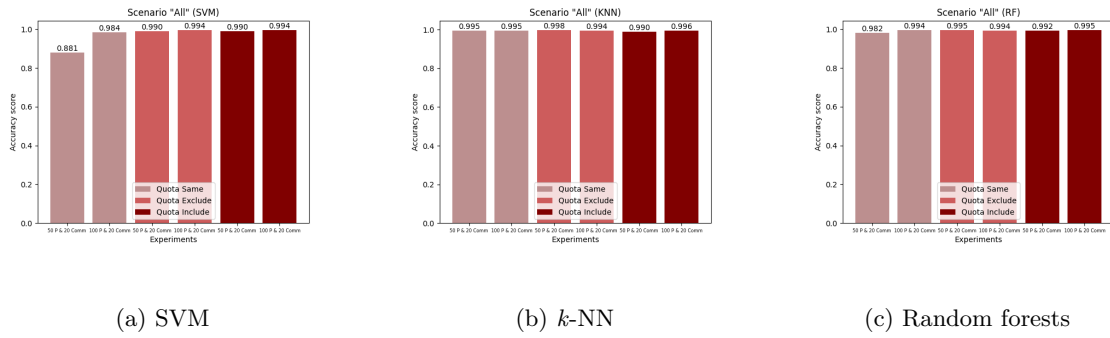 Scenario "All" (SVM)
0.881 0.984 0.990 0.994 0.990 0.994
1.0
0.8
0.6
0.4
0.2
0.0
Accuracy score
Quota Same
Quota Exclude
Quota Include
50 P & 20 Comm 100 P & 20 Comm 50 P & 20 Comm 100 P & 20 Comm 50 P & 20 Comm 100 P & 20 Comm
Experiments
(a) SVM
Scenario "All" (KNN)
0.995 0.995 0.998 0.994 0.990 0.996
1.0
0.8
0.6
0.4
0.2
0.0
Accuracy score
Quota Same
Quota Exclude
Quota Include
50 P & 20 Comm 100 P & 20 Comm 50 P & 20 Comm 100 P & 20 Comm 50 P & 20 Comm 100 P & 20 Comm
Experiments
(b) k-NN
Scenario "All" (RF)
0.982 0.994 0.995 0.994 0.992 0.995
1.0
0.8
0.6
0.4
0.2
0.0
Accuracy score
Quota Same
Quota Exclude
Quota Include
50 P & 20 Comm 100 P & 20 Comm 50 P & 20 Comm 100 P & 20 Comm 50 P & 20 Comm 100 P & 20 Comm
Experiments
(c) Random forests